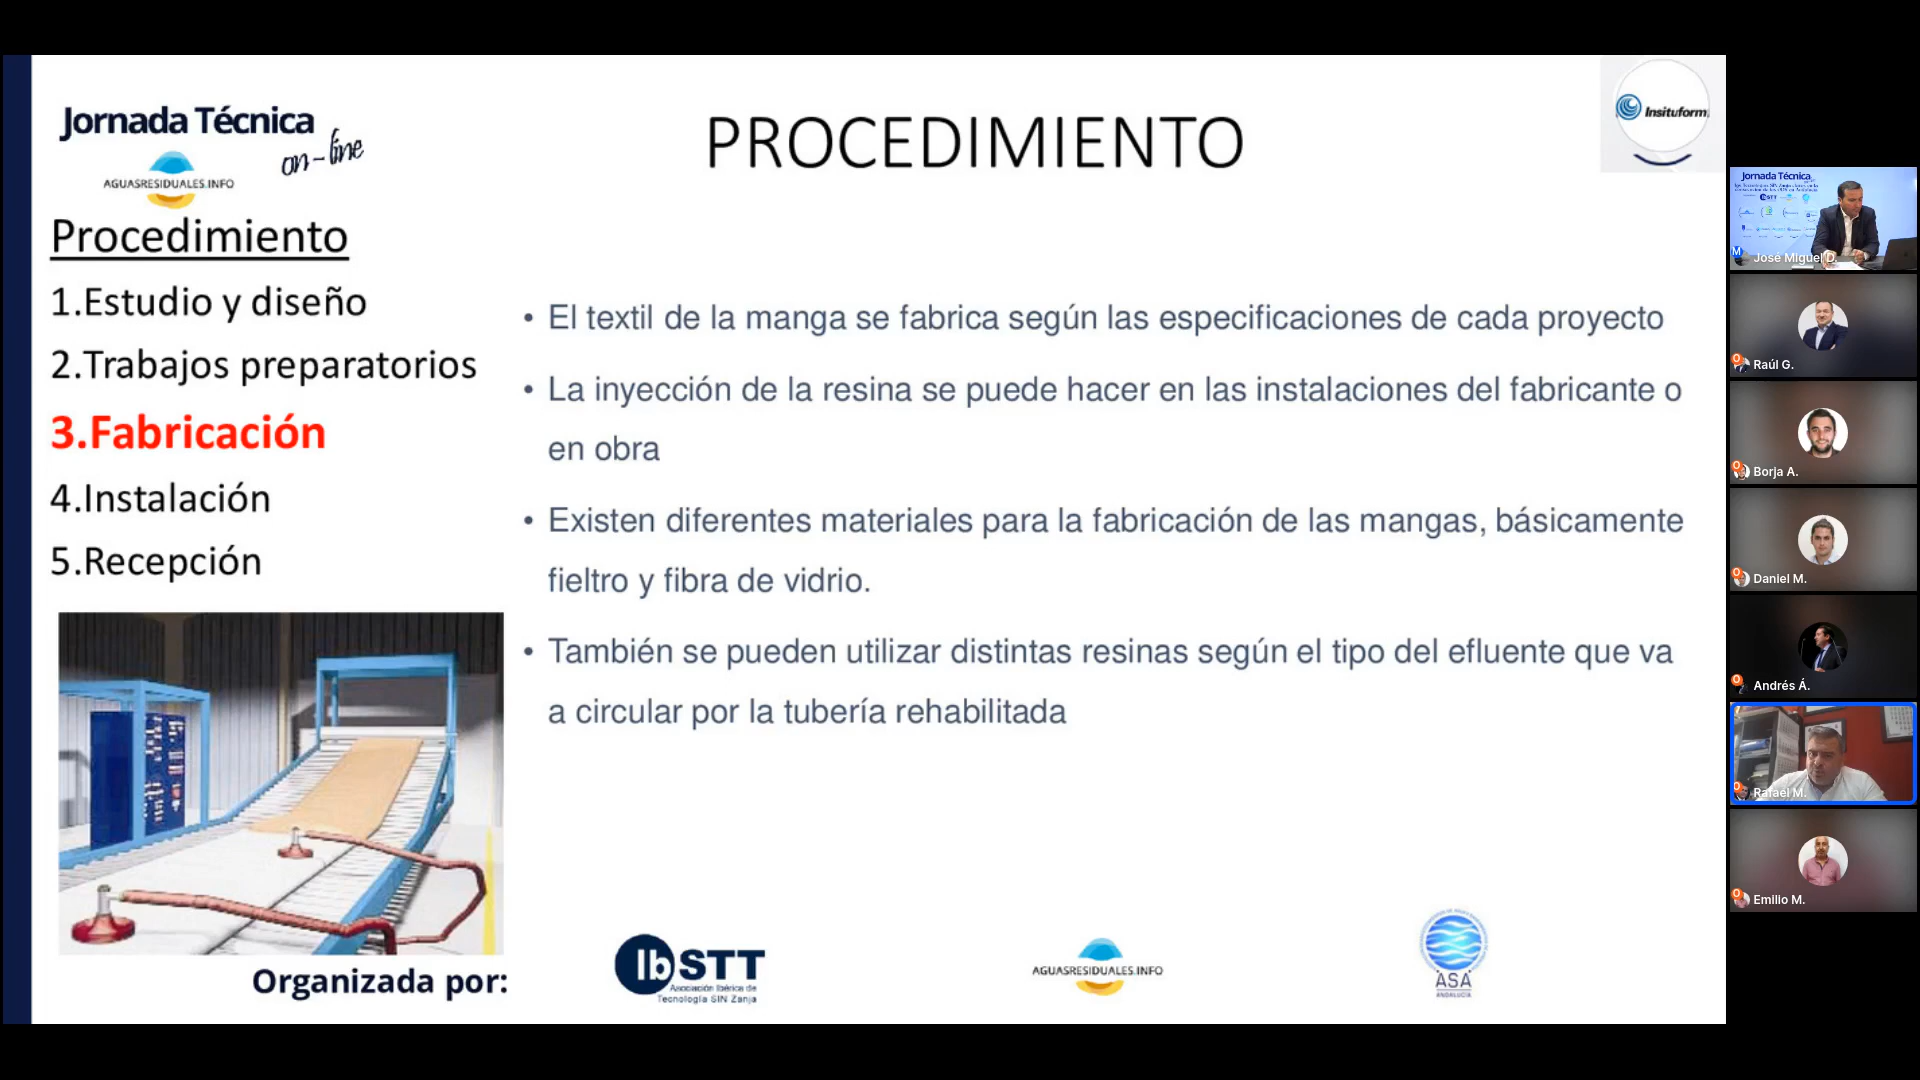 Jornada Técnica
on-line
AGUASRESIDUALES.INFO
PROCEDIMIENTO
Insituform
Procedimiento
1.Estudio y diseño
2.Trabajos preparatorios
3.Fabricación
4.Instalación
5.Recepción
• El textil de la manga se fabrica según las especificaciones de cada proyecto
• La inyección de la resina se puede hacer en las instalaciones del fabricante o
en obra
• Existen diferentes materiales para la fabricación de las mangas, básicamente
fieltro y fibra de vidrio.
• También se pueden utilizar distintas resinas según el tipo del efluente que va
a circular por la tubería rehabilitada
Organizada por:
IbSTT
Asociación Ibérica de
Tecnología SIN Zanja
AGUASRESIDUALES.INFO
ASA
ANDALUCÍA
Jornada Técnica
IbSTT
José Miguel D.
Raúl G.
Borja A.
Daniel M.
Andrés Á.
Rafael M.
Emilio M.